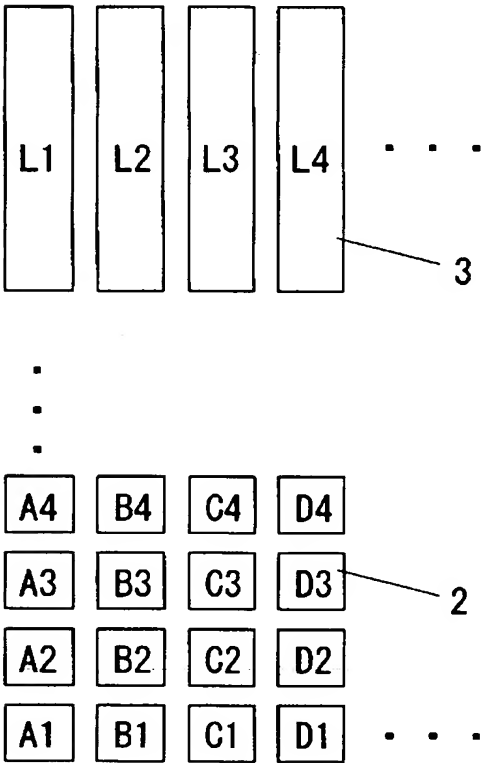 L1 L2 L3 L4 . . .
3
.
.
.
A4 B4 C4 D4
A3 B3 C3 D3
2
A2 B2 C2 D2
A1 B1 C1 D1 . . .